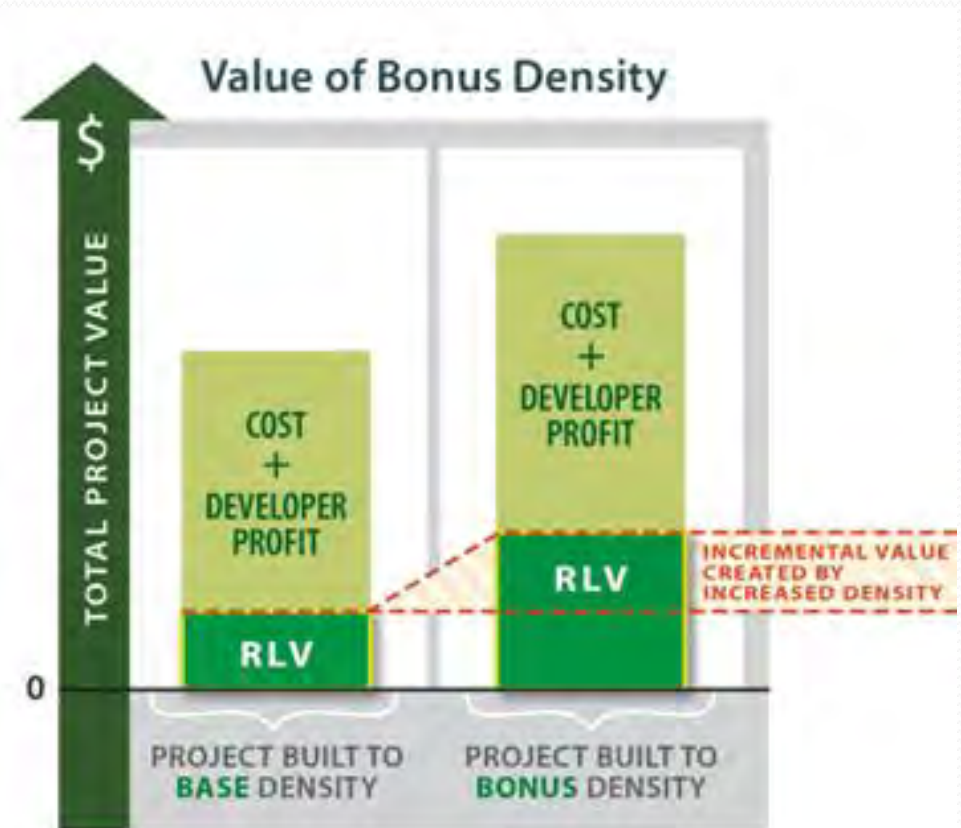 Value of Bonus Density
$
TOTAL PROJECT VALUE
COST
+
DEVELOPER
PROFIT
RLV
COST
+
DEVELOPER
PROFIT
RLV
INCREMENTAL VALUE
CREATED BY
INCREASED DENSITY
0
PROJECT BUILT TO
BASE DENSITY
PROJECT BUILT TO
BONUS DENSITY